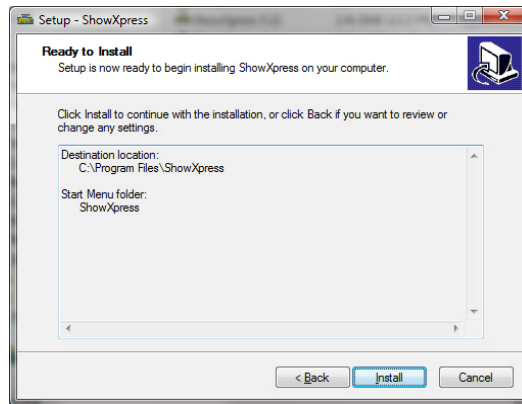 Setup - ShowXpress
Ready to Install
Setup is now ready to begin installing ShowXpress on your computer.
Click Install to continue with the installation, or click Back if you want to review or
change any settings.
Destination location:
C:\Program Files\ShowXpress
Start Menu folder:
ShowXpress
< Back
Install
Cancel